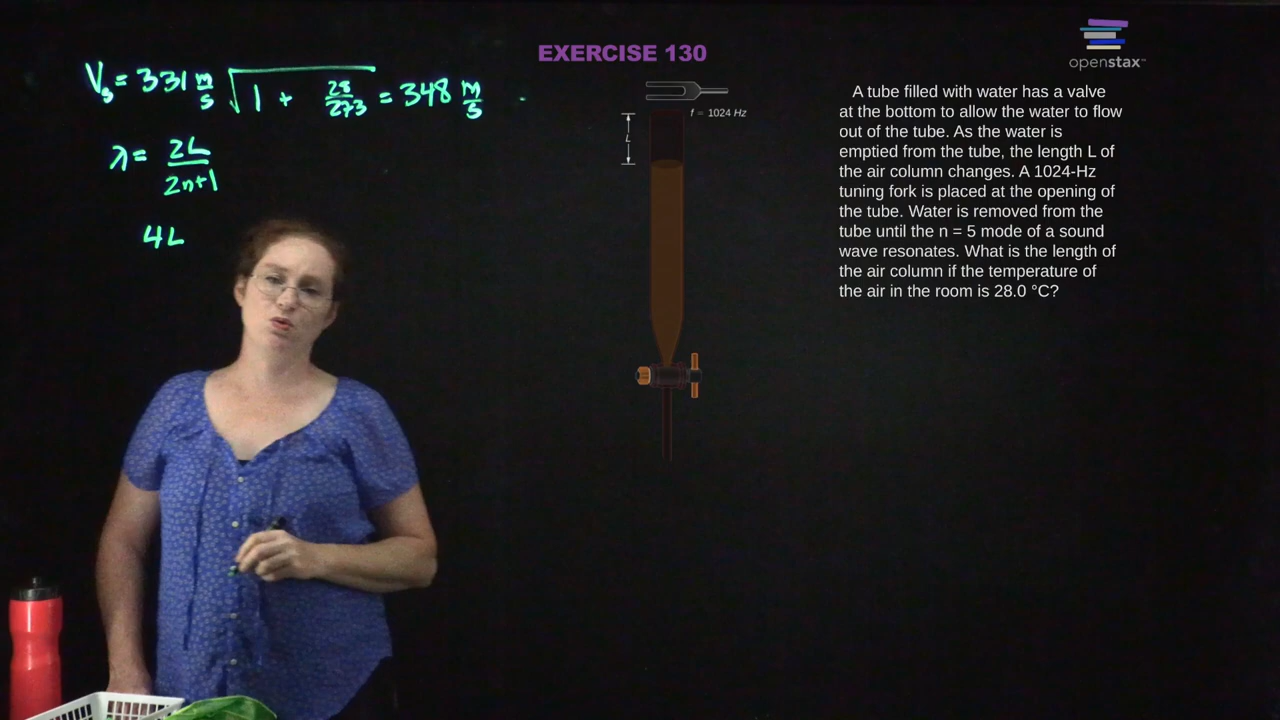 EXERCISE 130
openstax
V_s = 331 m/s √(1 + 28/273) = 348 m/s
λ = 2L/(2n+1)
4L
f = 1024 Hz
L
A tube filled with water has a valve
at the bottom to allow the water to flow
out of the tube. As the water is
emptied from the tube, the length L of
the air column changes. A 1024-Hz
tuning fork is placed at the opening of
the tube. Water is removed from the
tube until the n = 5 mode of a sound
wave resonates. What is the length of
the air column if the temperature of
the air in the room is 28.0 °C?